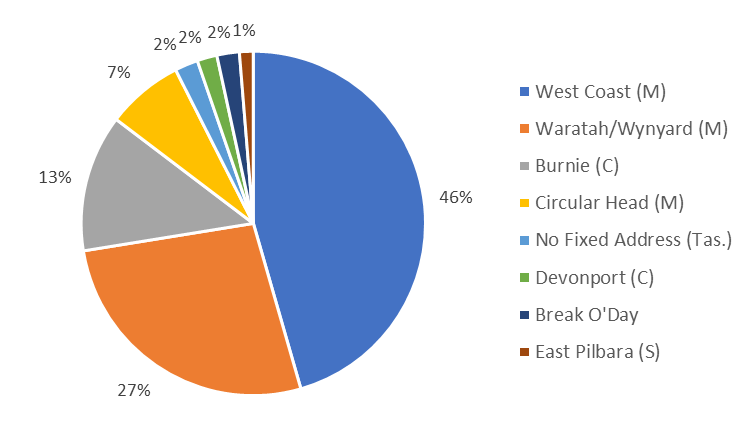 2%
2%
2%
1%
7%
13%
46%
27%
West Coast (M)
Waratah/Wynyard (M)
Burnie (C)
Circular Head (M)
No Fixed Address (Tas.)
Devonport (C)
Break O'Day
East Pilbara (S)